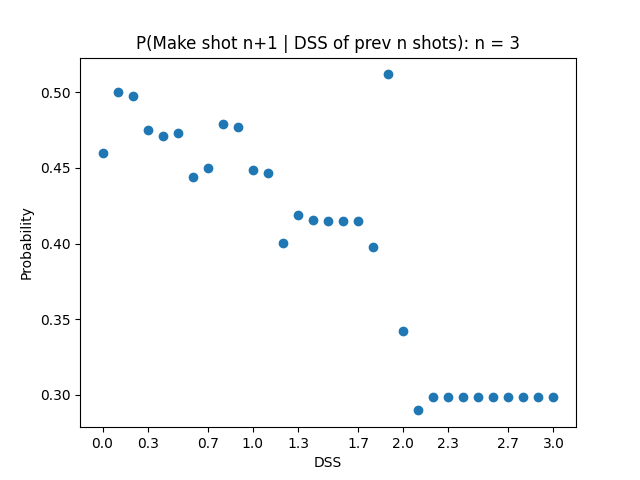 P(Make shot n+1 | DSS of prev n shots): n = 3
0.50
0.45
0.40
0.35
0.30
Probability
0.0 0.3 0.7 1.0 1.3 1.7 2.0 2.3 2.7 3.0
DSS